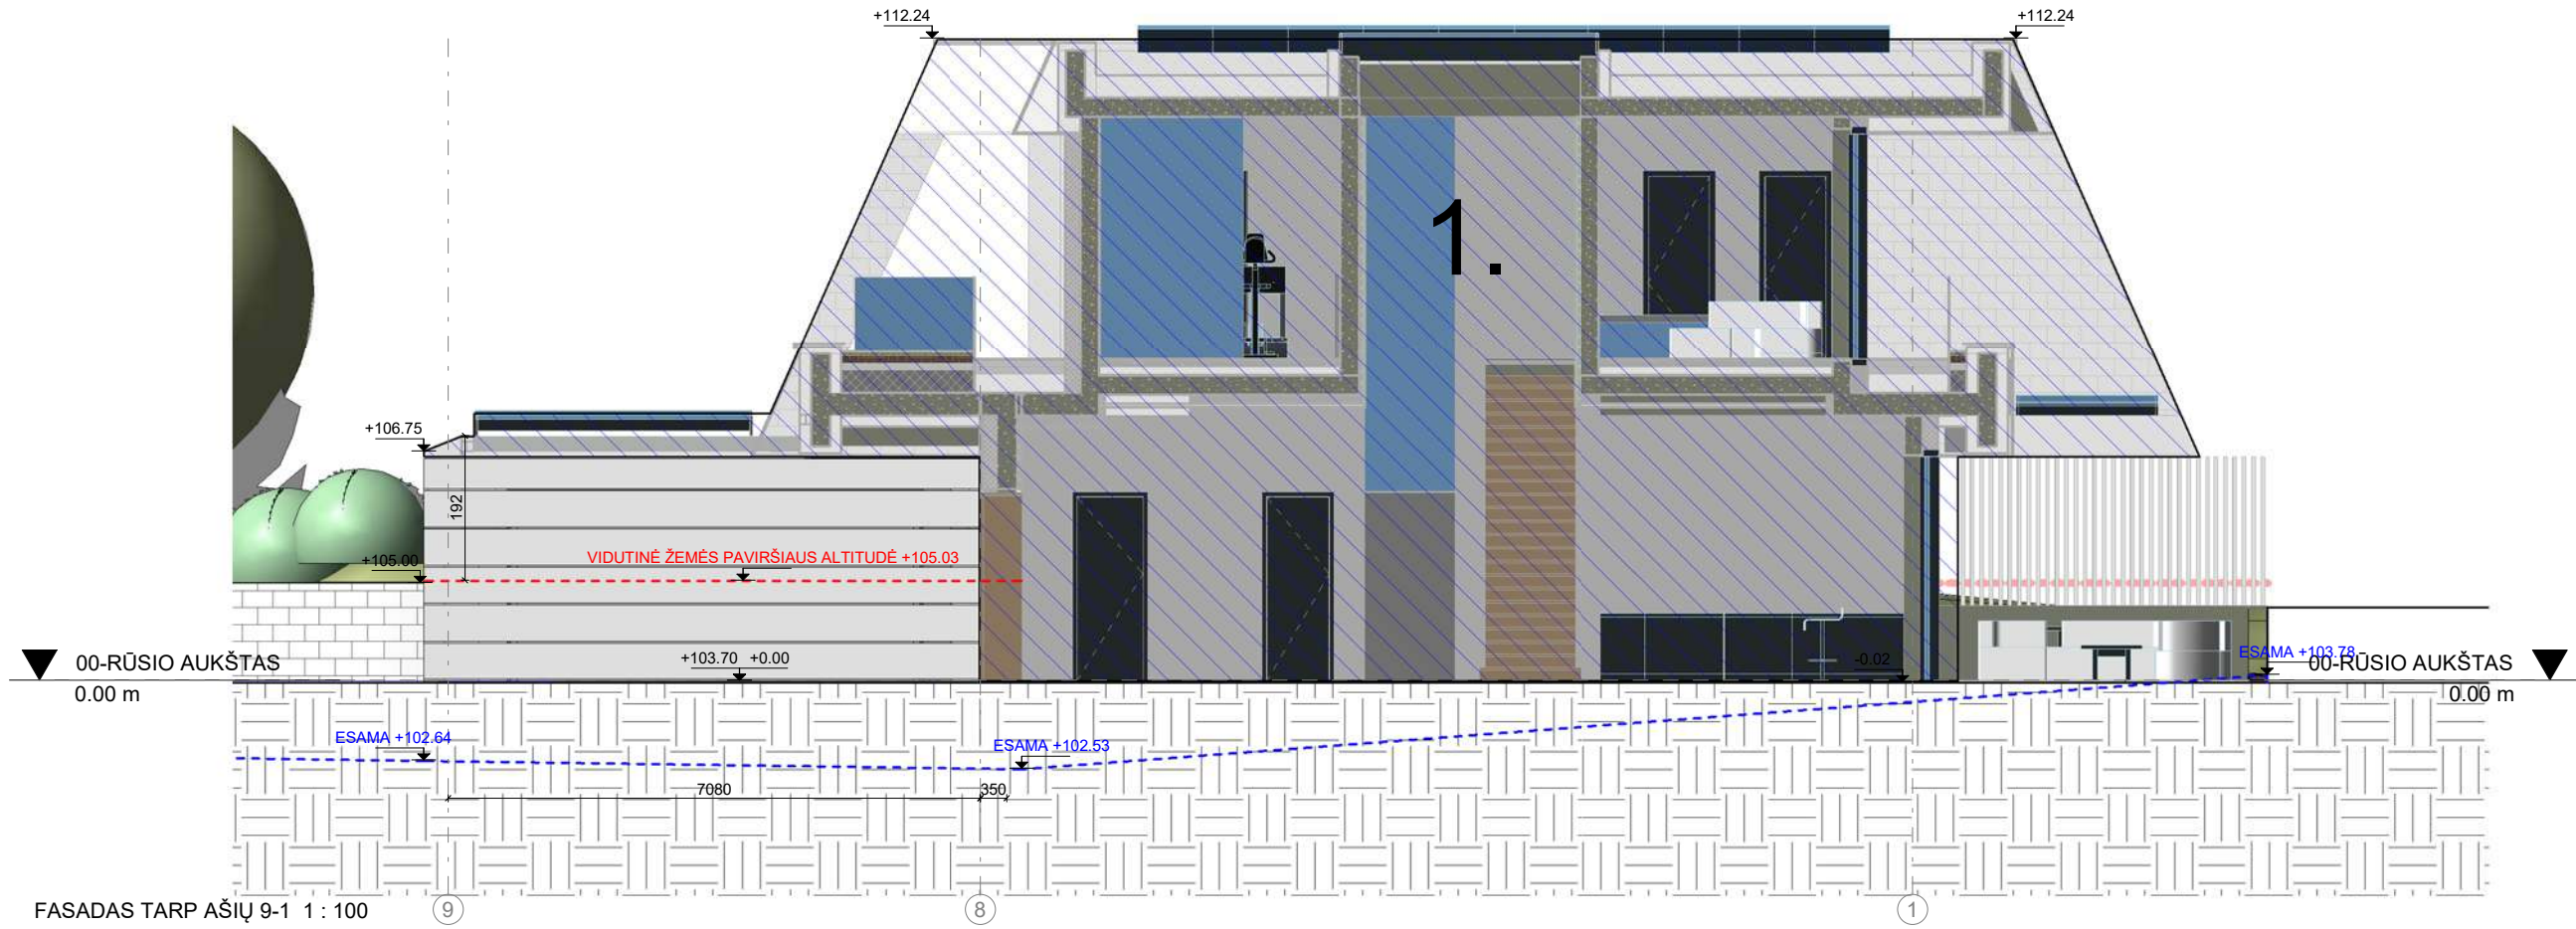 +112.24
+112.24
1.
+106.75
192
+105.00
VIDUTINĖ ŽEMĖS PAVIRŠIAUS ALTITUDĖ +105.03
00-RŪSIO AUKŠTAS
0.00 m
+103.70 +0.00
-0.02
ESAMA +103.78
00-RŪSIO AUKŠTAS
0.00 m
ESAMA +102.64
ESAMA +102.53
7080
350
FASADAS TARP AŠIŲ 9-1 1 : 100
9
8
1